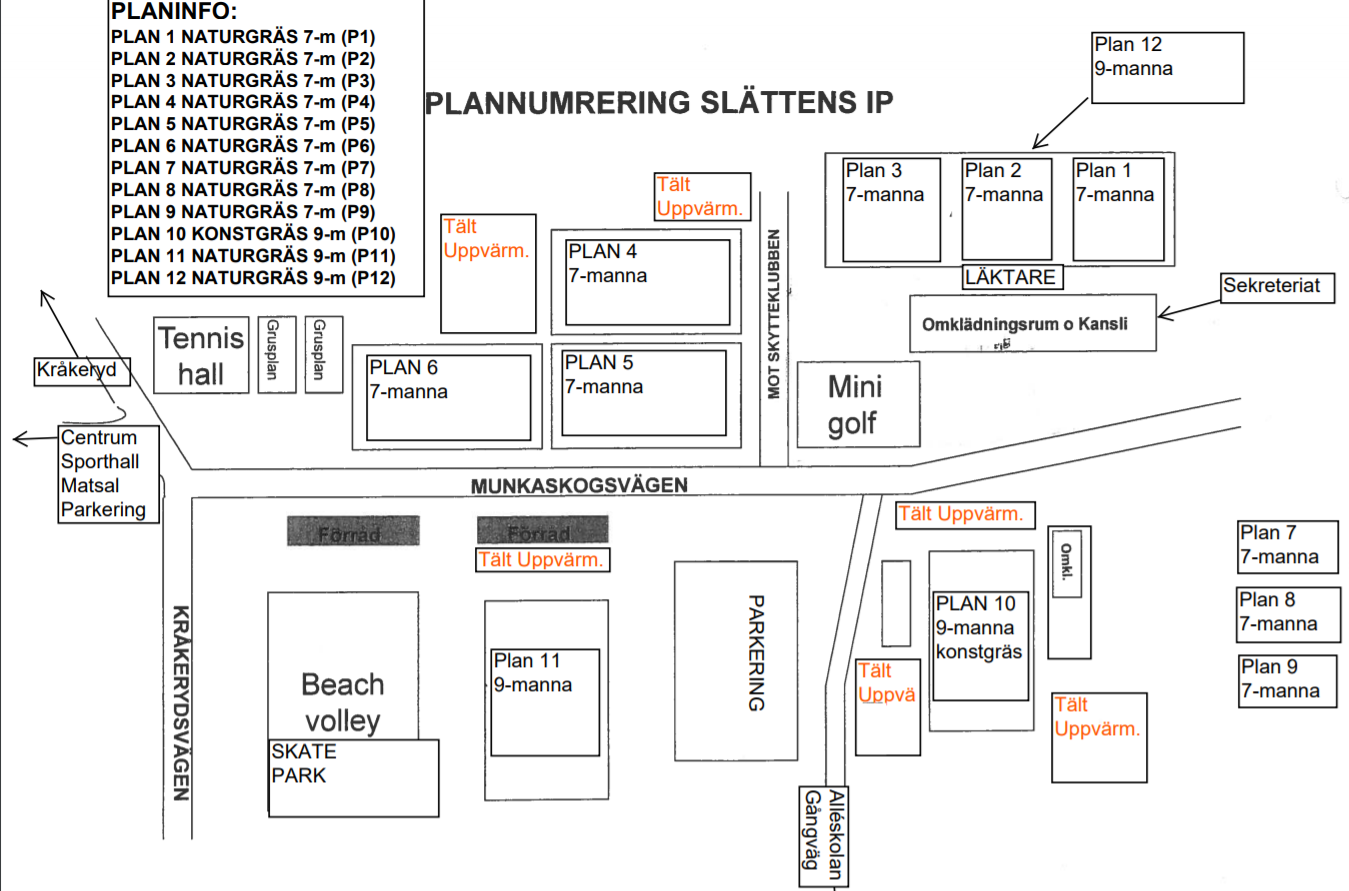 PLANINFO:
PLAN 1 NATURGRÄS 7-m (P1)
PLAN 2 NATURGRÄS 7-m (P2)
PLAN 3 NATURGRÄS 7-m (P3)
PLAN 4 NATURGRÄS 7-m (P4)
PLAN 5 NATURGRÄS 7-m (P5)
PLAN 6 NATURGRÄS 7-m (P6)
PLAN 7 NATURGRÄS 7-m (P7)
PLAN 8 NATURGRÄS 7-m (P8)
PLAN 9 NATURGRÄS 7-m (P9)
PLAN 10 KONSTGRÄS 9-m (P10)
PLAN 11 NATURGRÄS 9-m (P11)
PLAN 12 NATURGRÄS 9-m (P12)
PLANNUMRERING SLÄTTENS IP
Plan 12
9-manna
Plan 3
7-manna
Plan 2
7-manna
Plan 1
7-manna
LÄKTARE
Sekreteriat
Omklädningsrum o Kansli
Tält
Uppvärm.
Tält
Uppvärm.
PLAN 4
7-manna
MOT SKYTTEKLUBBEN
Tennis
hall
Grusplan
Grusplan
PLAN 6
7-manna
PLAN 5
7-manna
Mini
golf
Kråkeryd
Centrum
Sporthall
Matsal
Parkering
MUNKASKOGSVÄGEN
Förrad
Förrad
Tält Uppvärm.
Tält Uppvärm.
KRÅKERYDSVÄGEN
Beach
volley
SKATE
PARK
Plan 11
9-manna
PARKERING
PLAN 10
9-manna
konstgräs
Omkl.
Tält
Uppvä
Tält
Uppvärm.
Plan 7
7-manna
Plan 8
7-manna
Plan 9
7-manna
Alléskolan
Gångväg